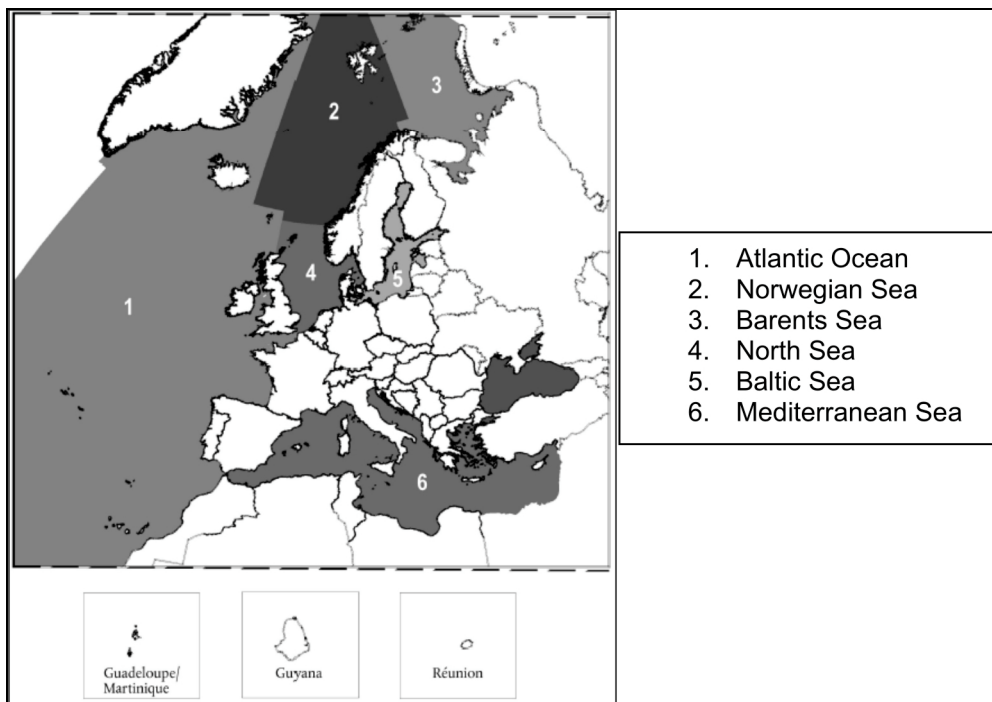 3
2
4
5
1
6
1. Atlantic Ocean
2. Norwegian Sea
3. Barents Sea
4. North Sea
5. Baltic Sea
6. Mediterranean Sea
Guadeloupe/
Martinique
Guyana
Réunion